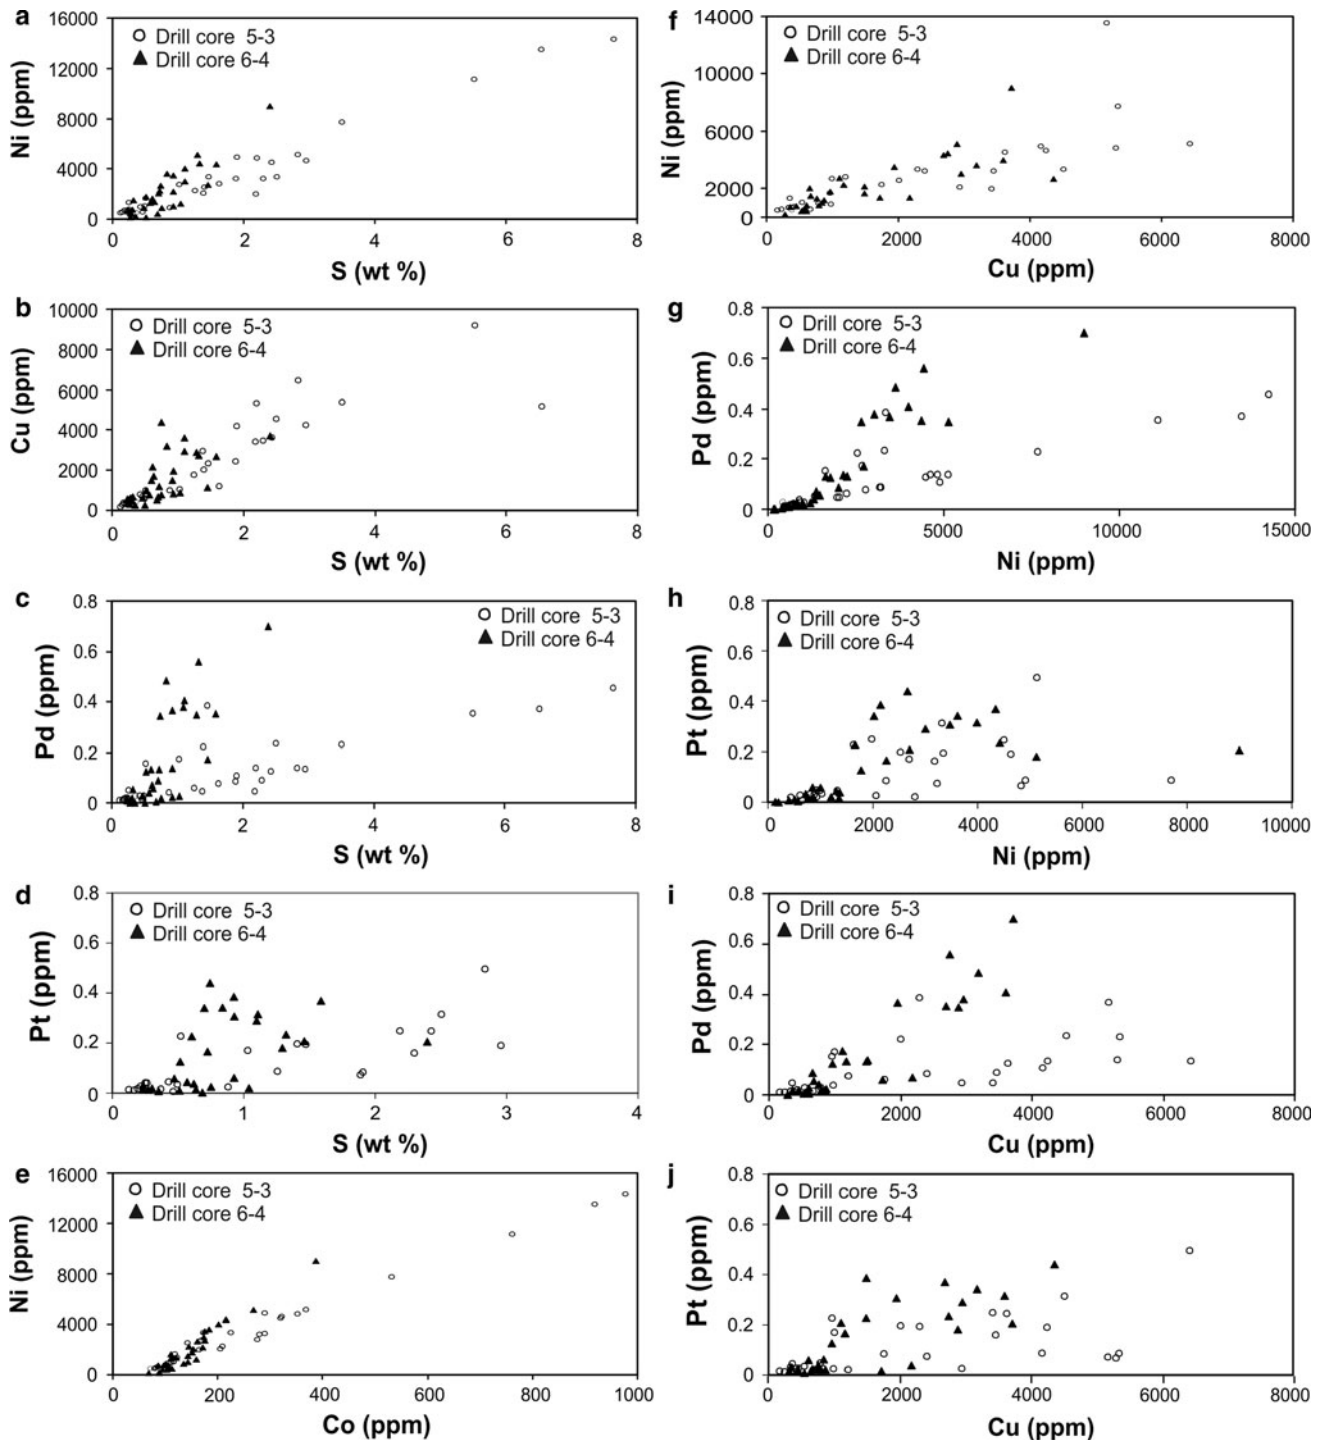 a
16000
12000
8000
4000
0
Ni (ppm)
Drill core 5-3
Drill core 6-4
0 2 4 6 8
S (wt %)
b
10000
8000
6000
4000
2000
0
Cu (ppm)
Drill core 5-3
Drill core 6-4
0 2 4 6 8
S (wt %)
c
0.8
0.6
0.4
0.2
0
Pd (ppm)
Drill core 5-3
Drill core 6-4
0 2 4 6 8
S (wt %)
d
0.8
0.6
0.4
0.2
0
Pt (ppm)
Drill core 5-3
Drill core 6-4
0 1 2 3 4
S (wt %)
e
16000
12000
8000
4000
0
Ni (ppm)
Drill core 5-3
Drill core 6-4
0 200 400 600 800 1000
Co (ppm)
f
14000
10000
6000
2000
0
Ni (ppm)
Drill core 5-3
Drill core 6-4
0 2000 4000 6000 8000
Cu (ppm)
g
0.8
0.6
0.4
0.2
0
Pd (ppm)
Drill core 5-3
Drill core 6-4
0 5000 10000 15000
Ni (ppm)
h
0.8
0.6
0.4
0.2
0
Pt (ppm)
Drill core 5-3
Drill core 6-4
0 2000 4000 6000 8000 10000
Ni (ppm)
i
0.8
0.6
0.4
0.2
0
Pd (ppm)
Drill core 5-3
Drill core 6-4
0 2000 4000 6000 8000
Cu (ppm)
j
0.8
0.6
0.4
0.2
0
Pt (ppm)
Drill core 5-3
Drill core 6-4
0 2000 4000 6000 8000
Cu (ppm)